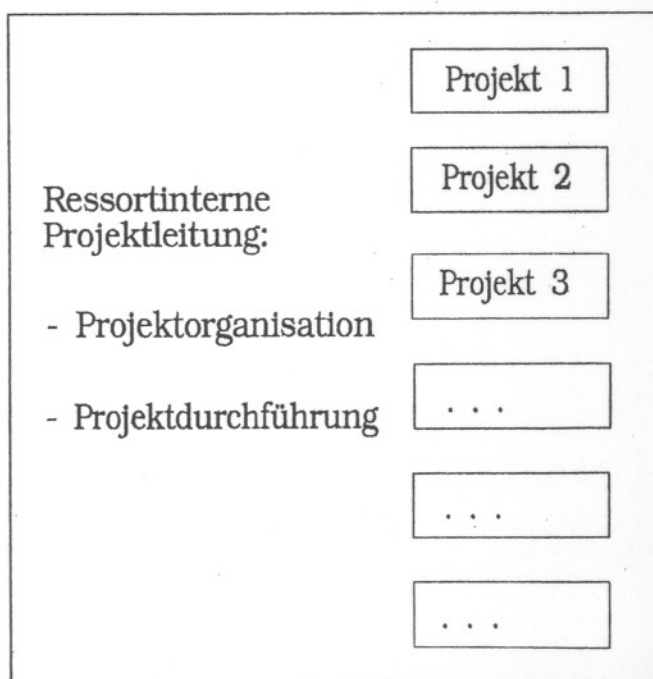 Projekt 1
Projekt 2
Ressortinterne
Projektleitung:
Projekt 3
- Projektorganisation
. . .
- Projektdurchführung
. . .
. . .